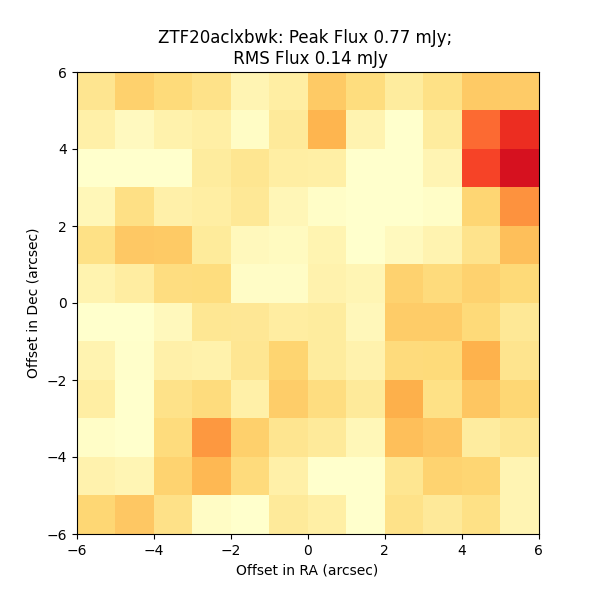 ZTF20aclxbwk: Peak Flux 0.77 mJy;
RMS Flux 0.14 mJy
6
4
2
0
−2
−4
−6
Offset in Dec (arcsec)
−6 −4 −2 0 2 4 6
Offset in RA (arcsec)